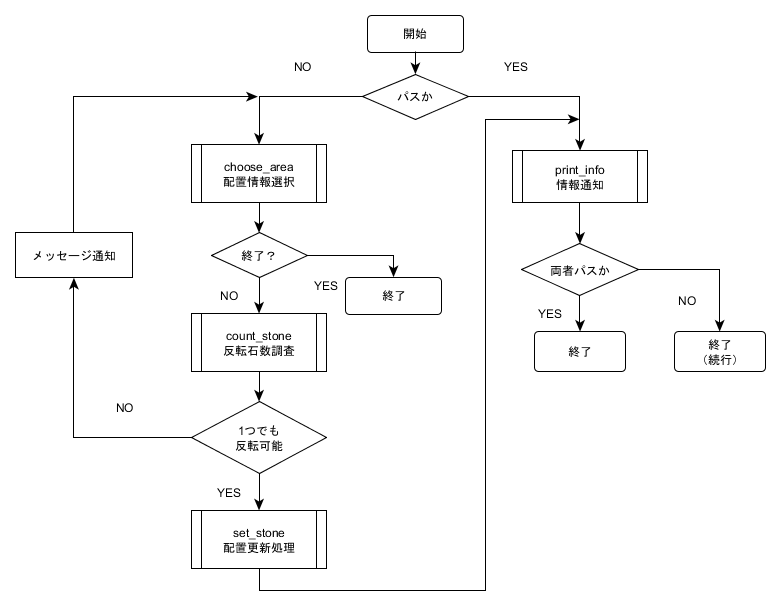 開始
NO
YES
パスか
choose_area
配置情報選択
print_info
情報通知
メッセージ通知
終了？
両者パスか
YES
終了
NO
NO
YES
count_stone
反転石数調査
終了
終了
（続行）
NO
1つでも
反転可能
YES
set_stone
配置更新処理